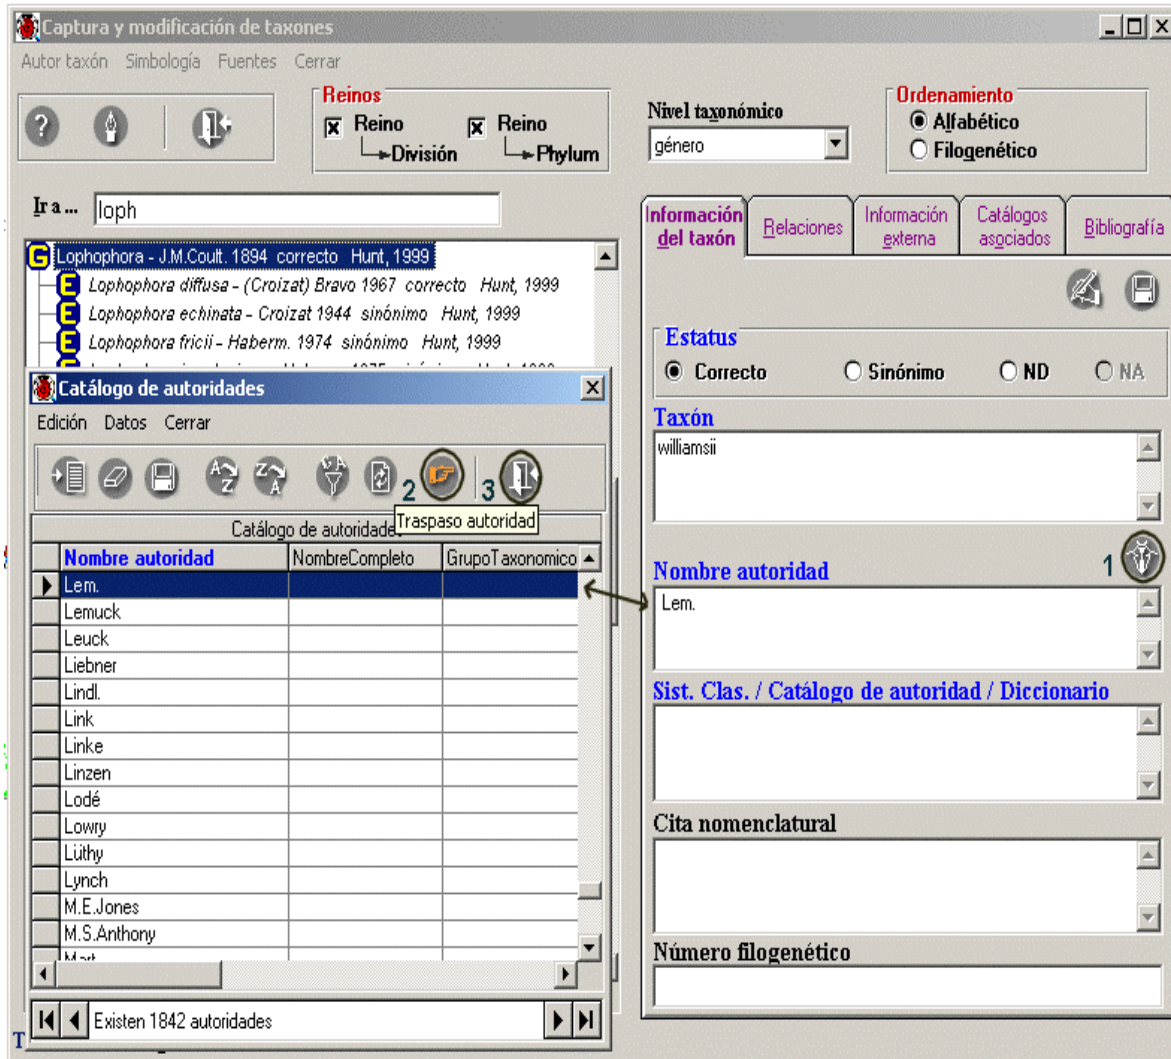 Captura y modificación de taxones
Autor taxón Simbología Fuentes Cerrar
Reinos
Reino
División
Reino
Phylum
Nivel taxonómico
género
Ordenamiento
Alfabético
Filogenético
Ir a ...
loph
Lophophora - J.M.Coult. 1894 correcto Hunt, 1999
Lophophora diffusa - (Croizat) Bravo 1967 correcto Hunt, 1999
Lophophora echinata - Croizat 1944 sinónimo Hunt, 1999
Lophophora fricii - Haberm. 1974 sinónimo Hunt, 1999
Catálogo de autoridades
Edición Datos Cerrar
2
3
Traspaso autoridad
Catálogo de autoridades
Nombre autoridad NombreCompleto GrupoTaxonomico
Lem.
Lemuck
Leuck
Liebner
Lindl.
Link
Linke
Linzen
Lodé
Lowry
Lüthy
Lynch
M.E.Jones
M.S.Anthony
Existen 1842 autoridades
Información del taxón
Relaciones
Información externa
Catálogos asociados
Bibliografía
Estatus
Correcto Sinónimo ND NA
Taxón
williamsii
1
Nombre autoridad
Lem.
Sist. Clas. / Catálogo de autoridad / Diccionario
Cita nomenclatural
Número filogenético
T